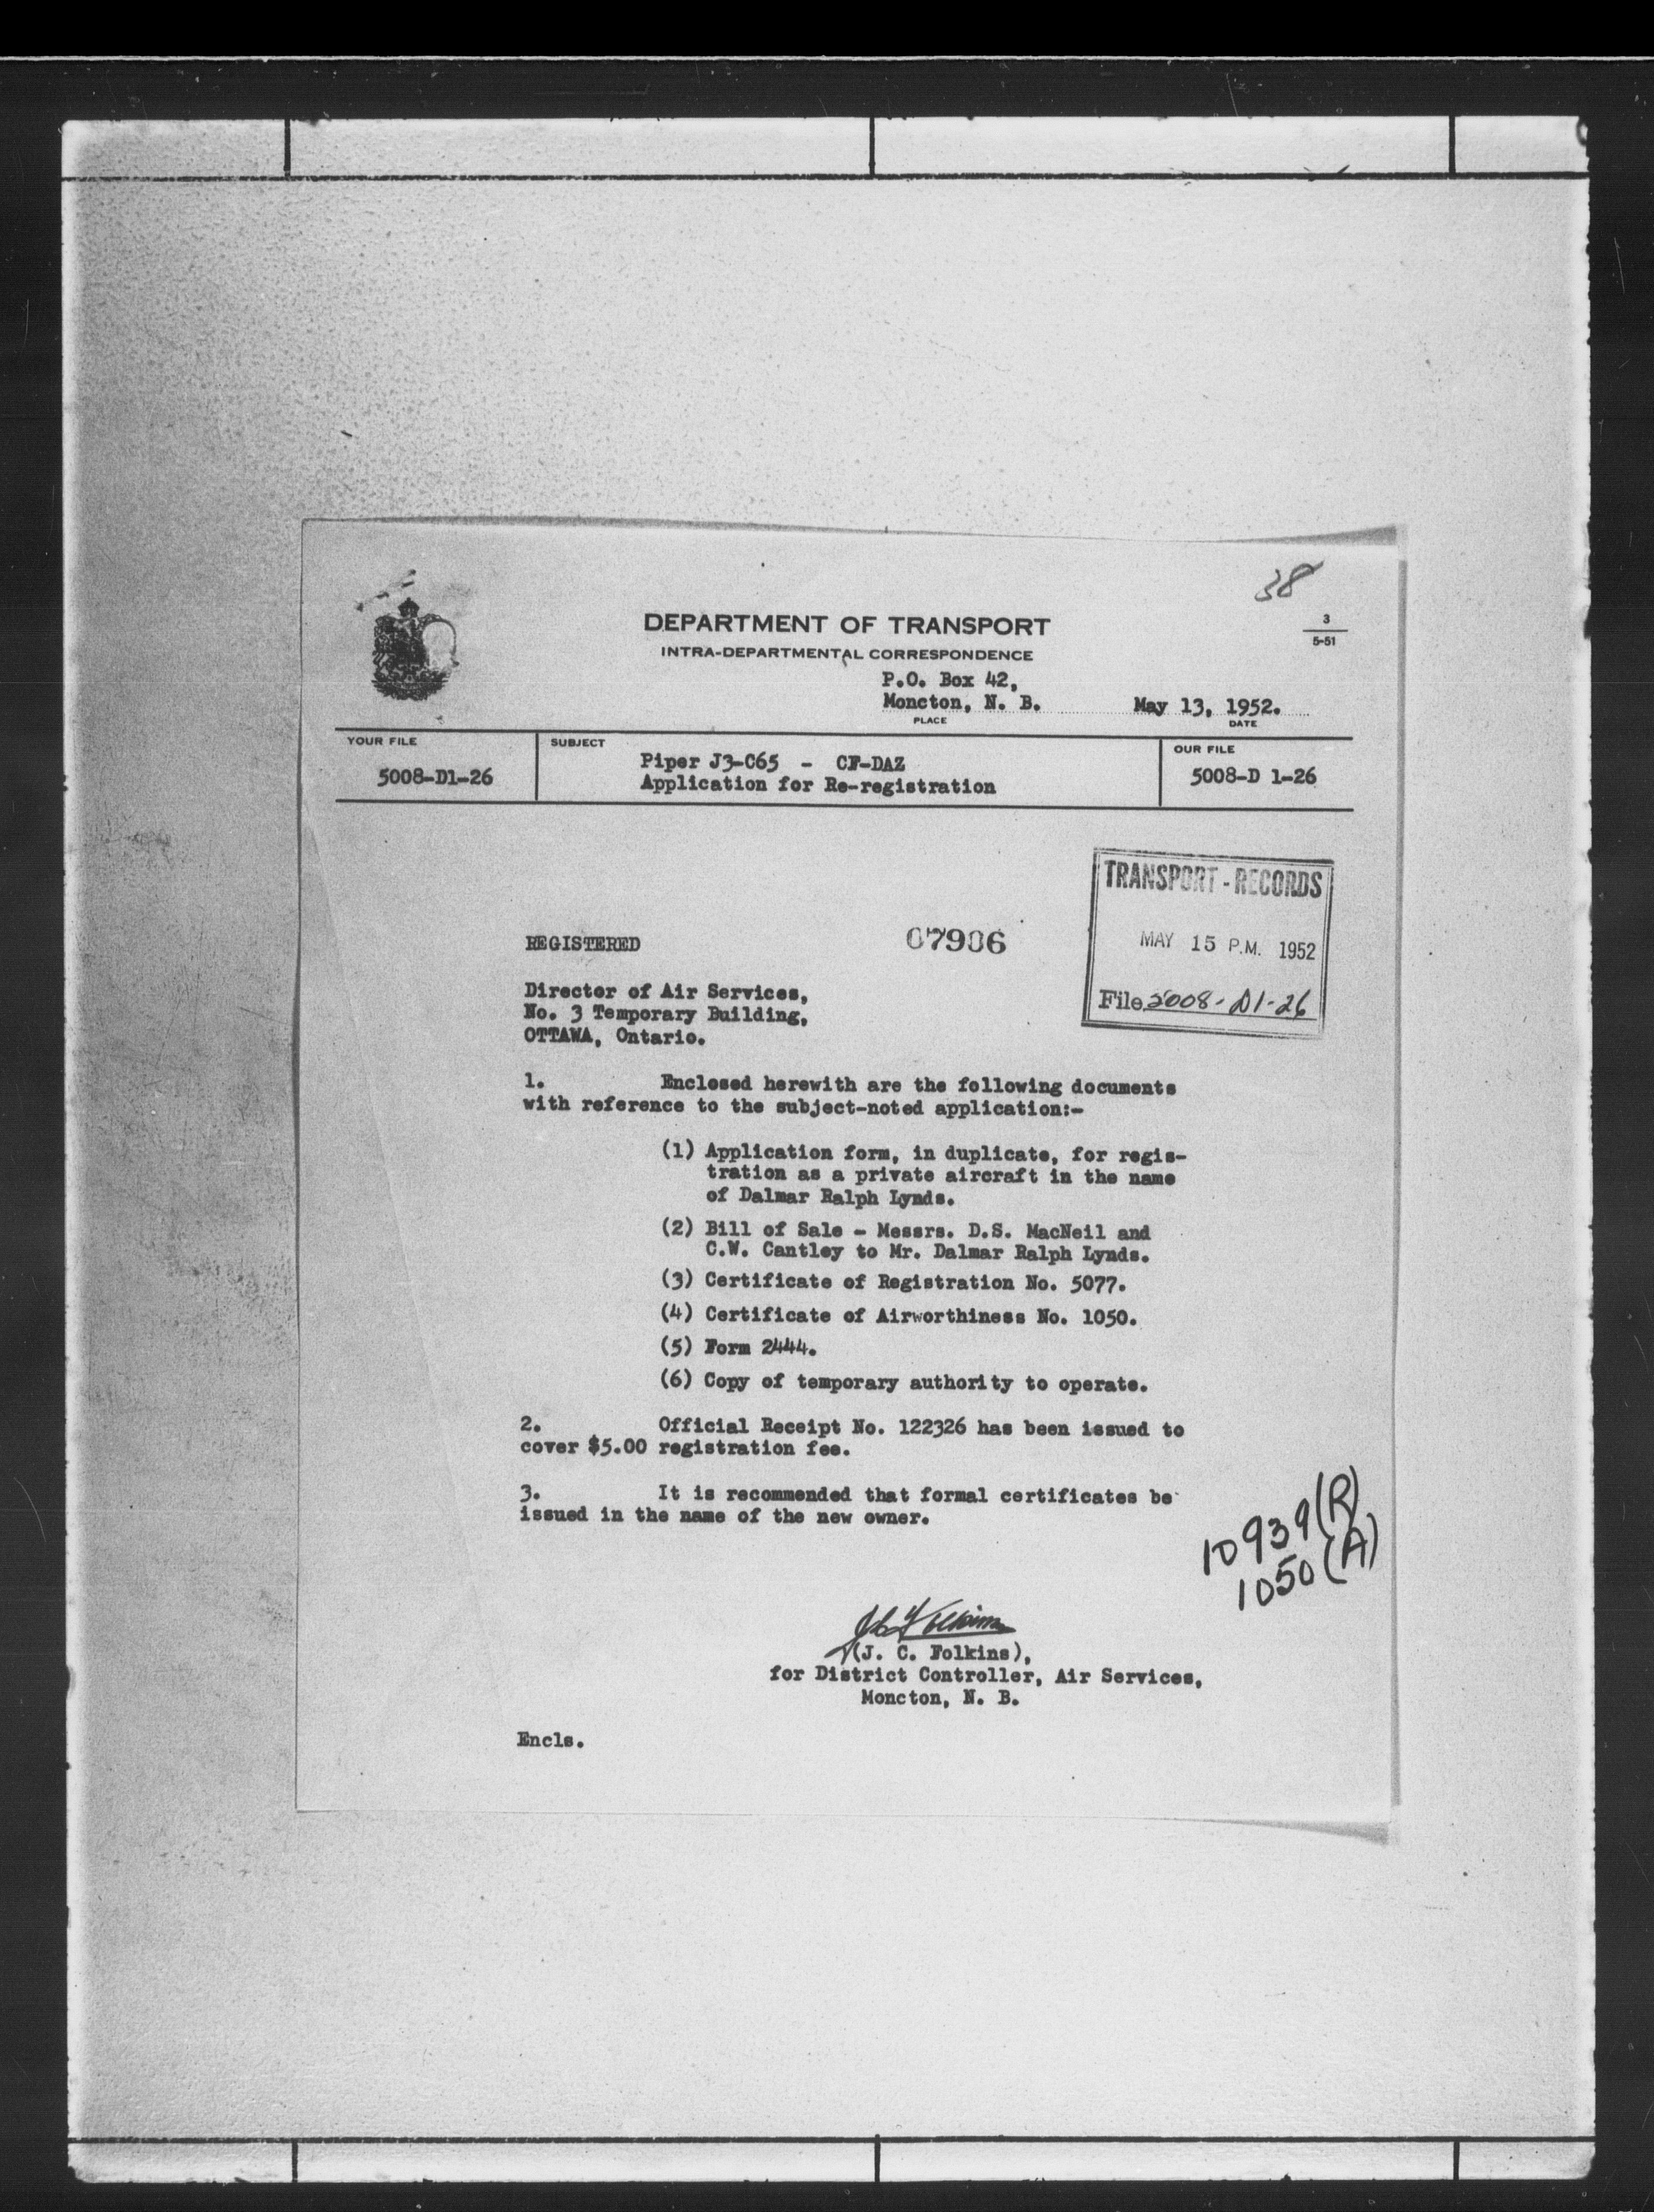 38
DEPARTMENT OF TRANSPORT
3
5-51
INTRA-DEPARTMENTAL CORRESPONDENCE
P.O. Box 42,
Moncton, N. B. May 13, 1952.
PLACE DATE
YOUR FILE SUBJECT OUR FILE
Piper J3-C65 - CF-DAZ
5008-D1-26 5008-D 1-26
Application for Re-registration
TRANSPORT - RECORDS
MAY 15 P.M. 1952
File 5008-D1-26
REGISTERED 07906
Director of Air Services,
No. 3 Temporary Building,
OTTAWA, Ontario.
1. Enclosed herewith are the following documents
with reference to the subject-noted application:-
(1) Application form, in duplicate, for regis-
tration as a private aircraft in the name
of Dalmar Ralph Lynds.
(2) Bill of Sale - Messrs. D.S. MacNeil and
C.W. Cantley to Mr. Dalmar Ralph Lynds.
(3) Certificate of Registration No. 5077.
(4) Certificate of Airworthiness No. 1050.
(5) Form 2444.
(6) Copy of temporary authority to operate.
2. Official Receipt No. 122326 has been issued to
cover $5.00 registration fee.
3. It is recommended that formal certificates be
issued in the name of the new owner.
10939(R)
1050(A)
J C Folkins
(J. C. Folkins),
for District Controller, Air Services,
Moncton, N. B.
Encls.